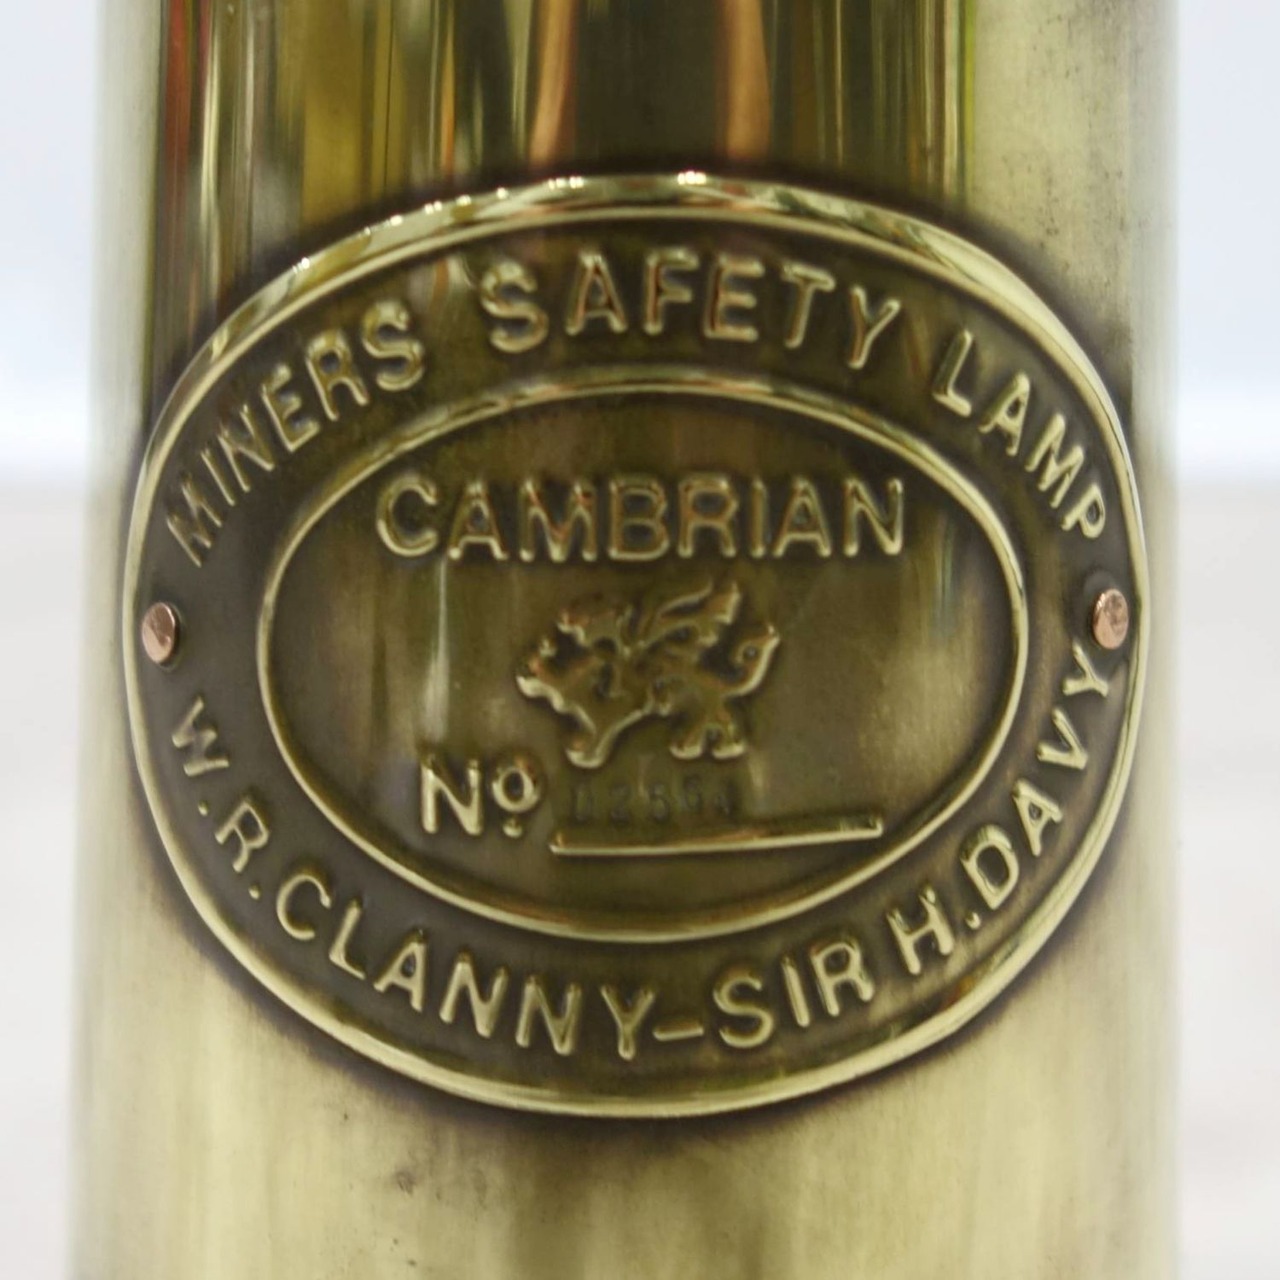 MINERS SAFETY LAMP
CAMBRIAN
Nº
W.R.CLANNY-SIR H.DAVY